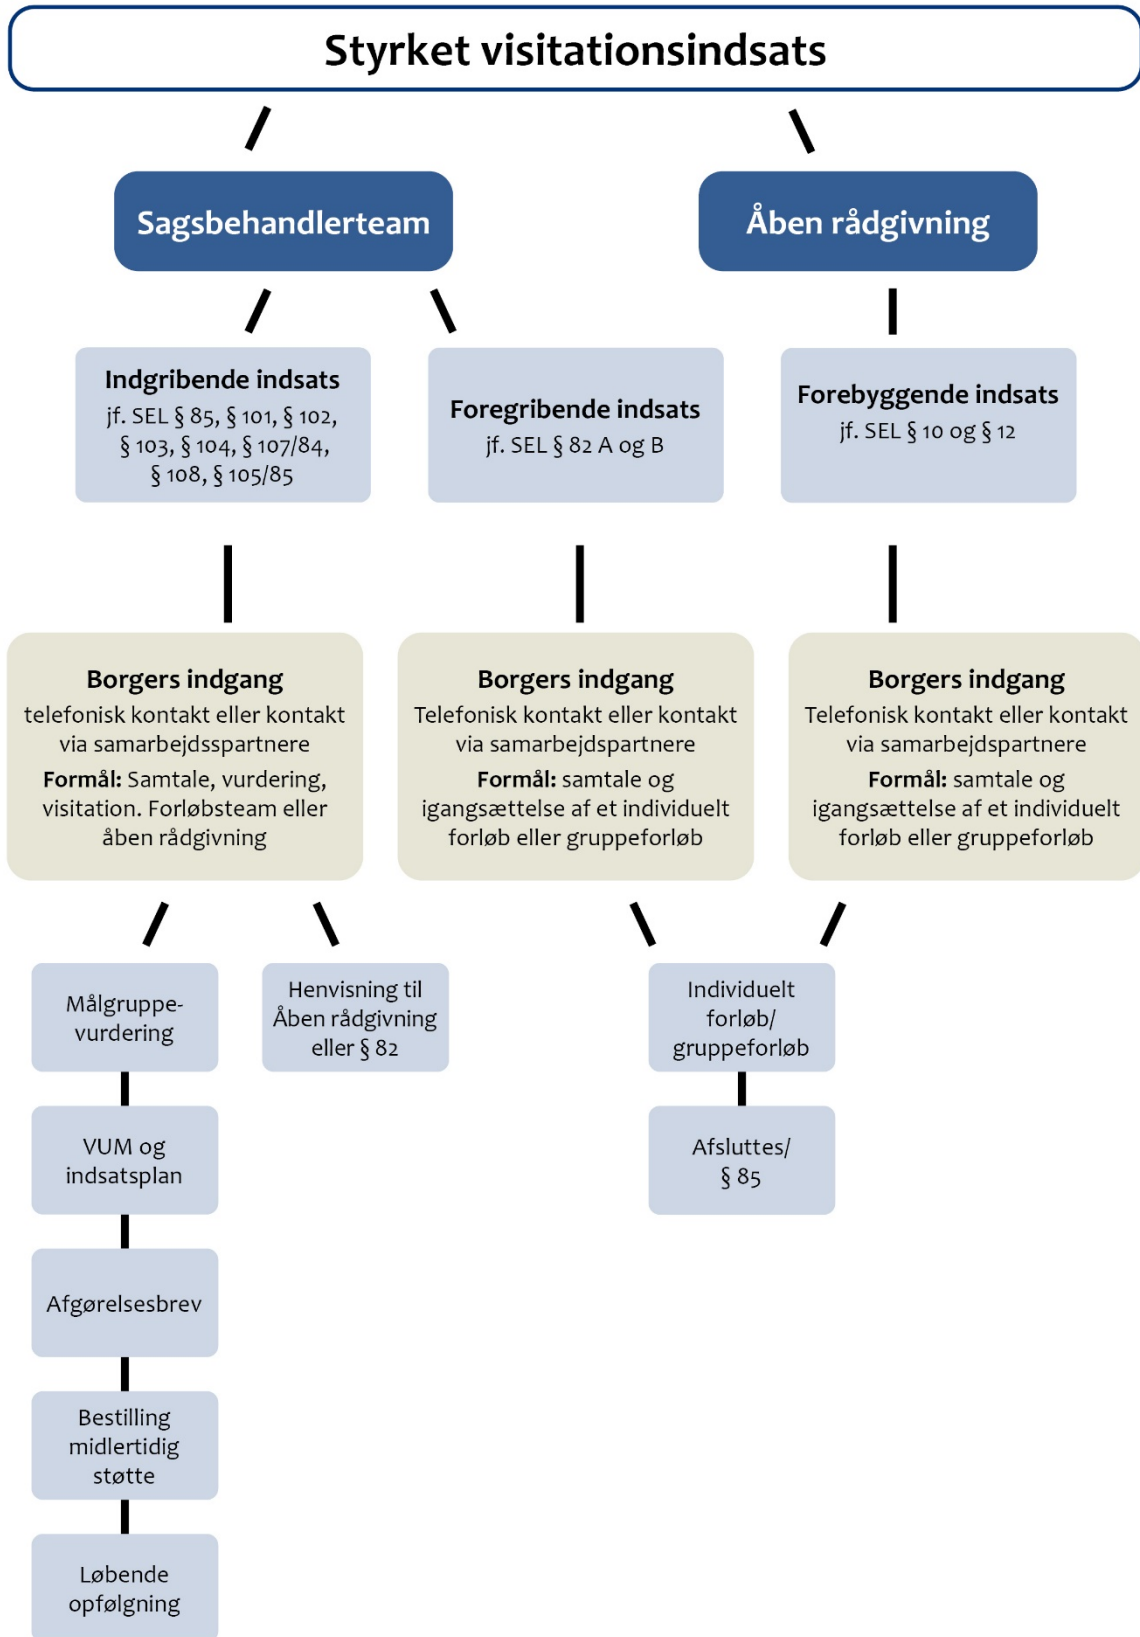 Styrket visitationsindsats
Sagsbehandlerteam
Åben rådgivning
Indgribende indsats
jf. SEL § 85, § 101, § 102,
§ 103, § 104, § 107/84,
§ 108, § 105/85
Foregribende indsats
jf. SEL § 82 A og B
Forebyggende indsats
jf. SEL § 10 og § 12
Borgers indgang
telefonisk kontakt eller kontakt
via samarbejdsspartnere
Formål: Samtale, vurdering,
visitation. Forløbsteam eller
åben rådgivning
Borgers indgang
Telefonisk kontakt eller kontakt
via samarbejdspartnere
Formål: samtale og
igangsættelse af et individuelt
forløb eller gruppeforløb
Borgers indgang
Telefonisk kontakt eller kontakt
via samarbejdspartnere
Formål: samtale og
igangsættelse af et individuelt
forløb eller gruppeforløb
Målgruppe-
vurdering
Henvisning til
Åben rådgivning
eller § 82
Individuelt
forløb/
gruppeforløb
VUM og
indsatsplan
Afsluttes/
§ 85
Afgørelsesbrev
Bestilling
midlertidig
støtte
Løbende
opfølgning